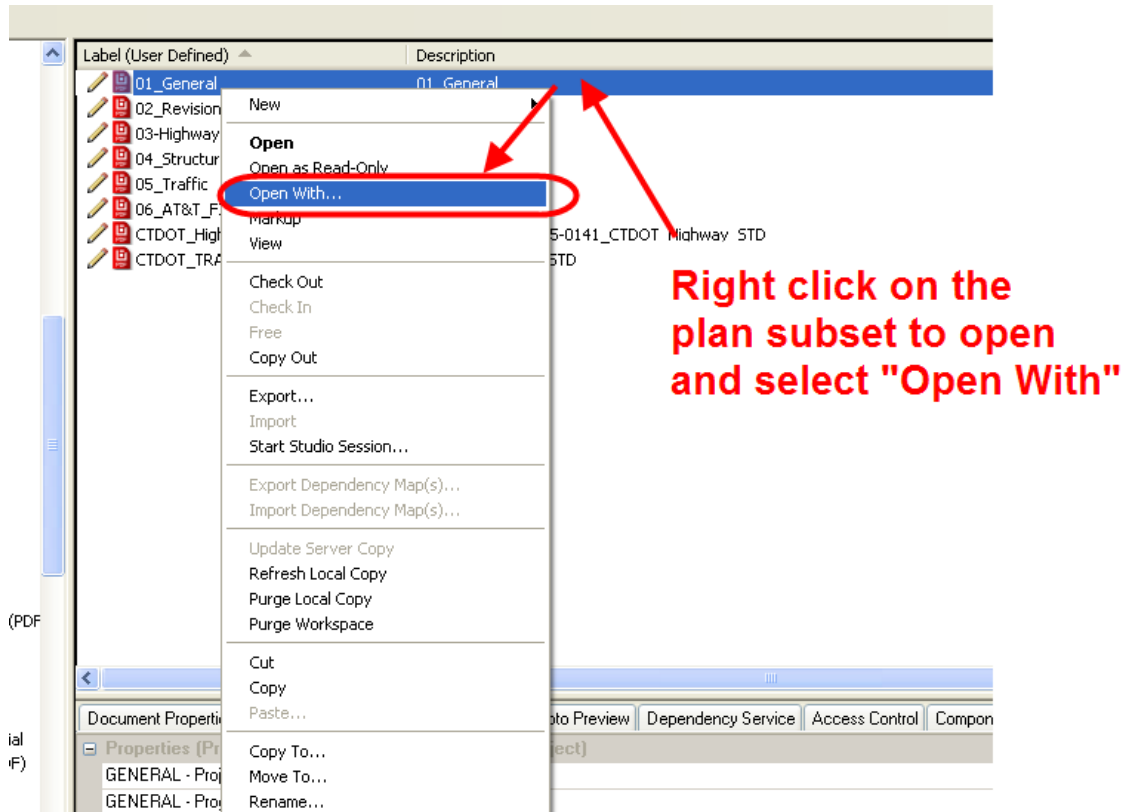 Label (User Defined) Description
01_General 01_General
02_Revision
03-Highway
04_Structur
05_Traffic
06_AT&T_F
CTDOT_High 5-0141_CTDOT Highway STD
CTDOT_TRA STD
New
Open
Open as Read-Only
Open With...
Markup
View
Check Out
Check In
Free
Copy Out
Export...
Import
Start Studio Session...
Export Dependency Map(s)...
Import Dependency Map(s)...
Update Server Copy
Refresh Local Copy
Purge Local Copy
Purge Workspace
Cut
Copy
Paste...
Copy To...
Move To...
Rename...
Right click on the
plan subset to open
and select "Open With"
(PDF
ial
F)
Document Properti oto Preview Dependency Service Access Control Compon
Properties (Pr ject)
GENERAL - Proj
GENERAL - Pro